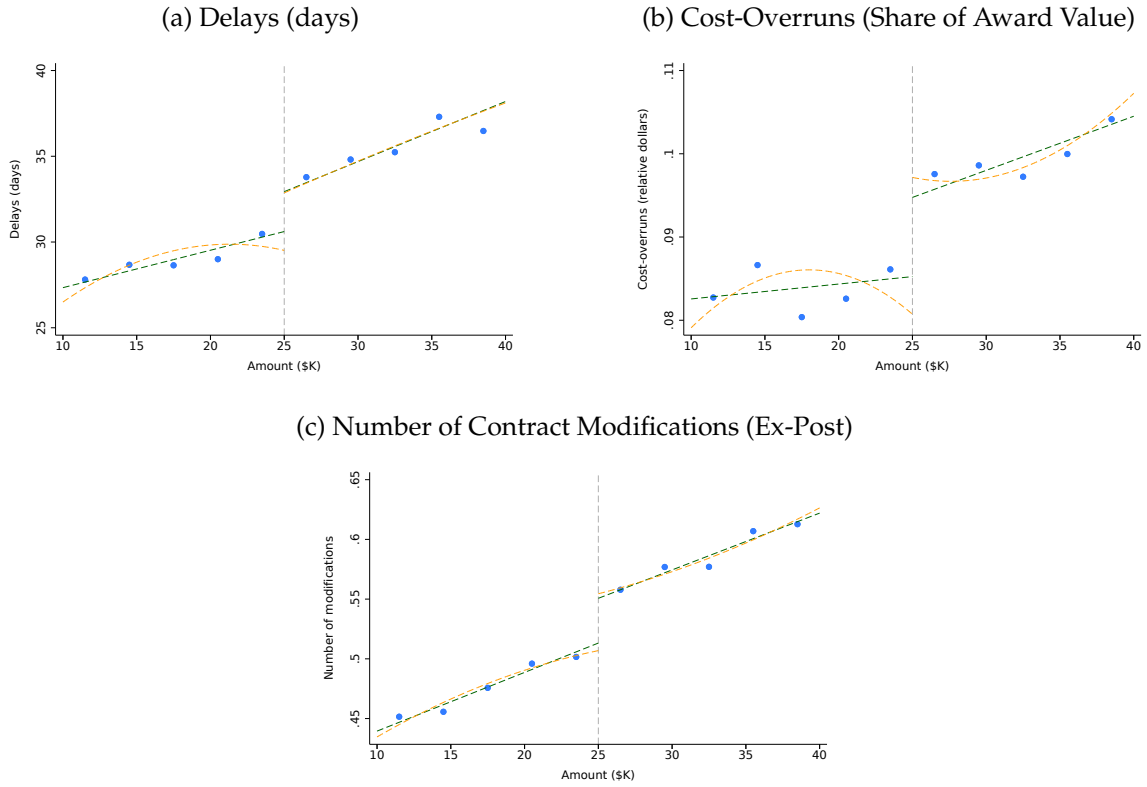 (a) Delays (days)
(b) Cost-Overruns (Share of Award Value)
40
35
30
25
Delays (days)
10 15 20 25 30 35 40
Amount ($K)
.11
.1
.09
.08
Cost-overruns (relative dollars)
10 15 20 25 30 35 40
Amount ($K)
(c) Number of Contract Modifications (Ex-Post)
.65
.6
.55
.5
.45
Number of modifications
10 15 20 25 30 35 40
Amount ($K)